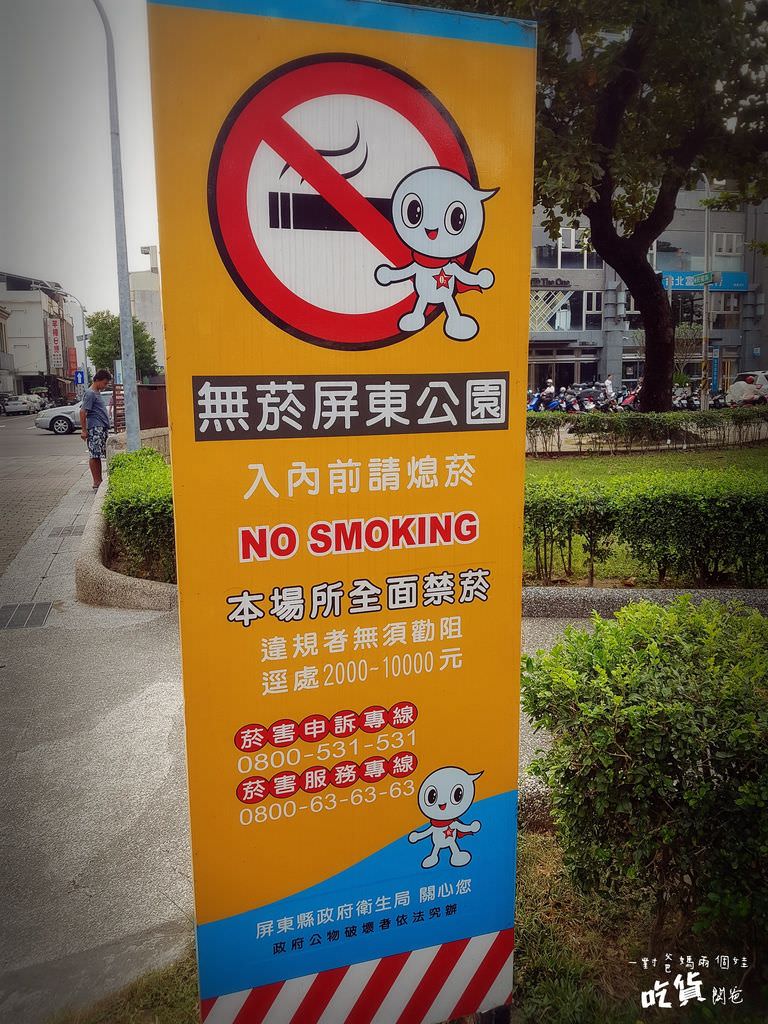 無菸屏東公園
入內前請熄菸
NO SMOKING
本場所全面禁菸
違規者無須勸阻
逕處2000~10000元
菸害申訴專線
0800-531-531
菸害服務專線
0800-63-63-63
屏東縣政府衛生局 關心您
政府公物破壞者依法究辦
The One
一對爸媽兩個娃
吃貨